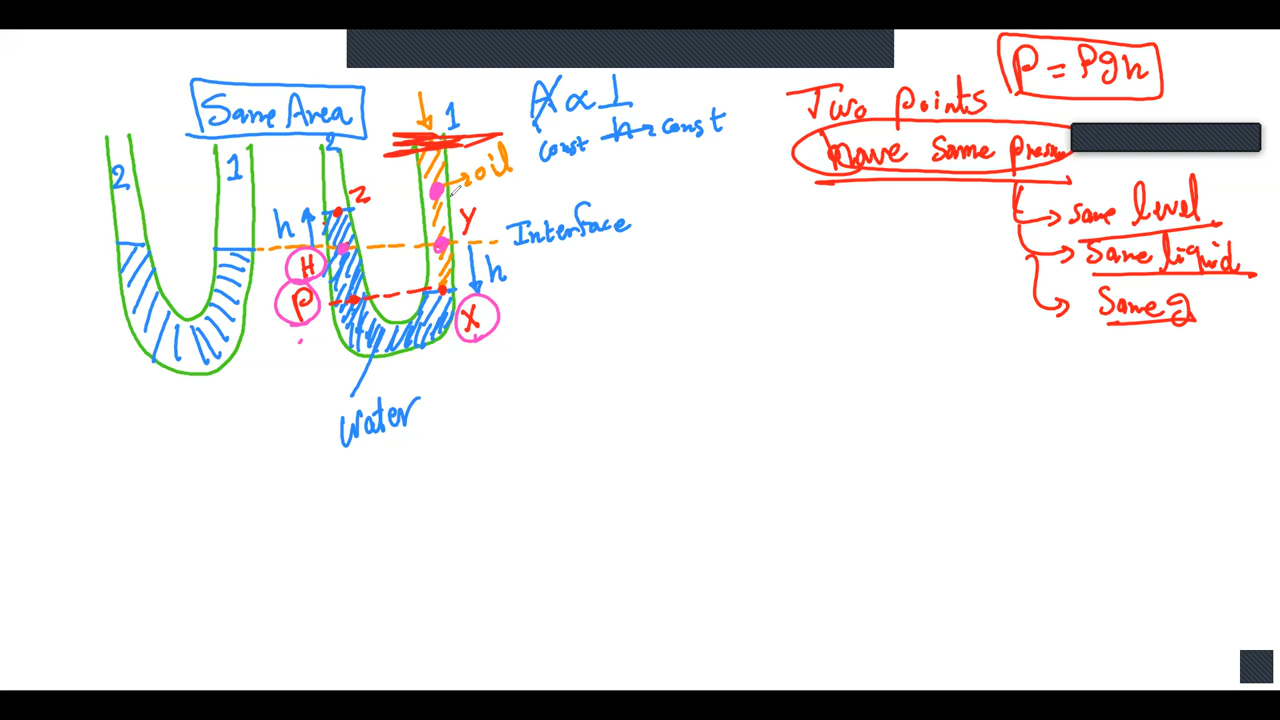 P = ρgh
Same Area
A ∝ 1
const h → const
Two points
have same
same level
Same liquid
Same g
2
1
2
1
oil
z
y
Interface
h
h
H
P
X
water